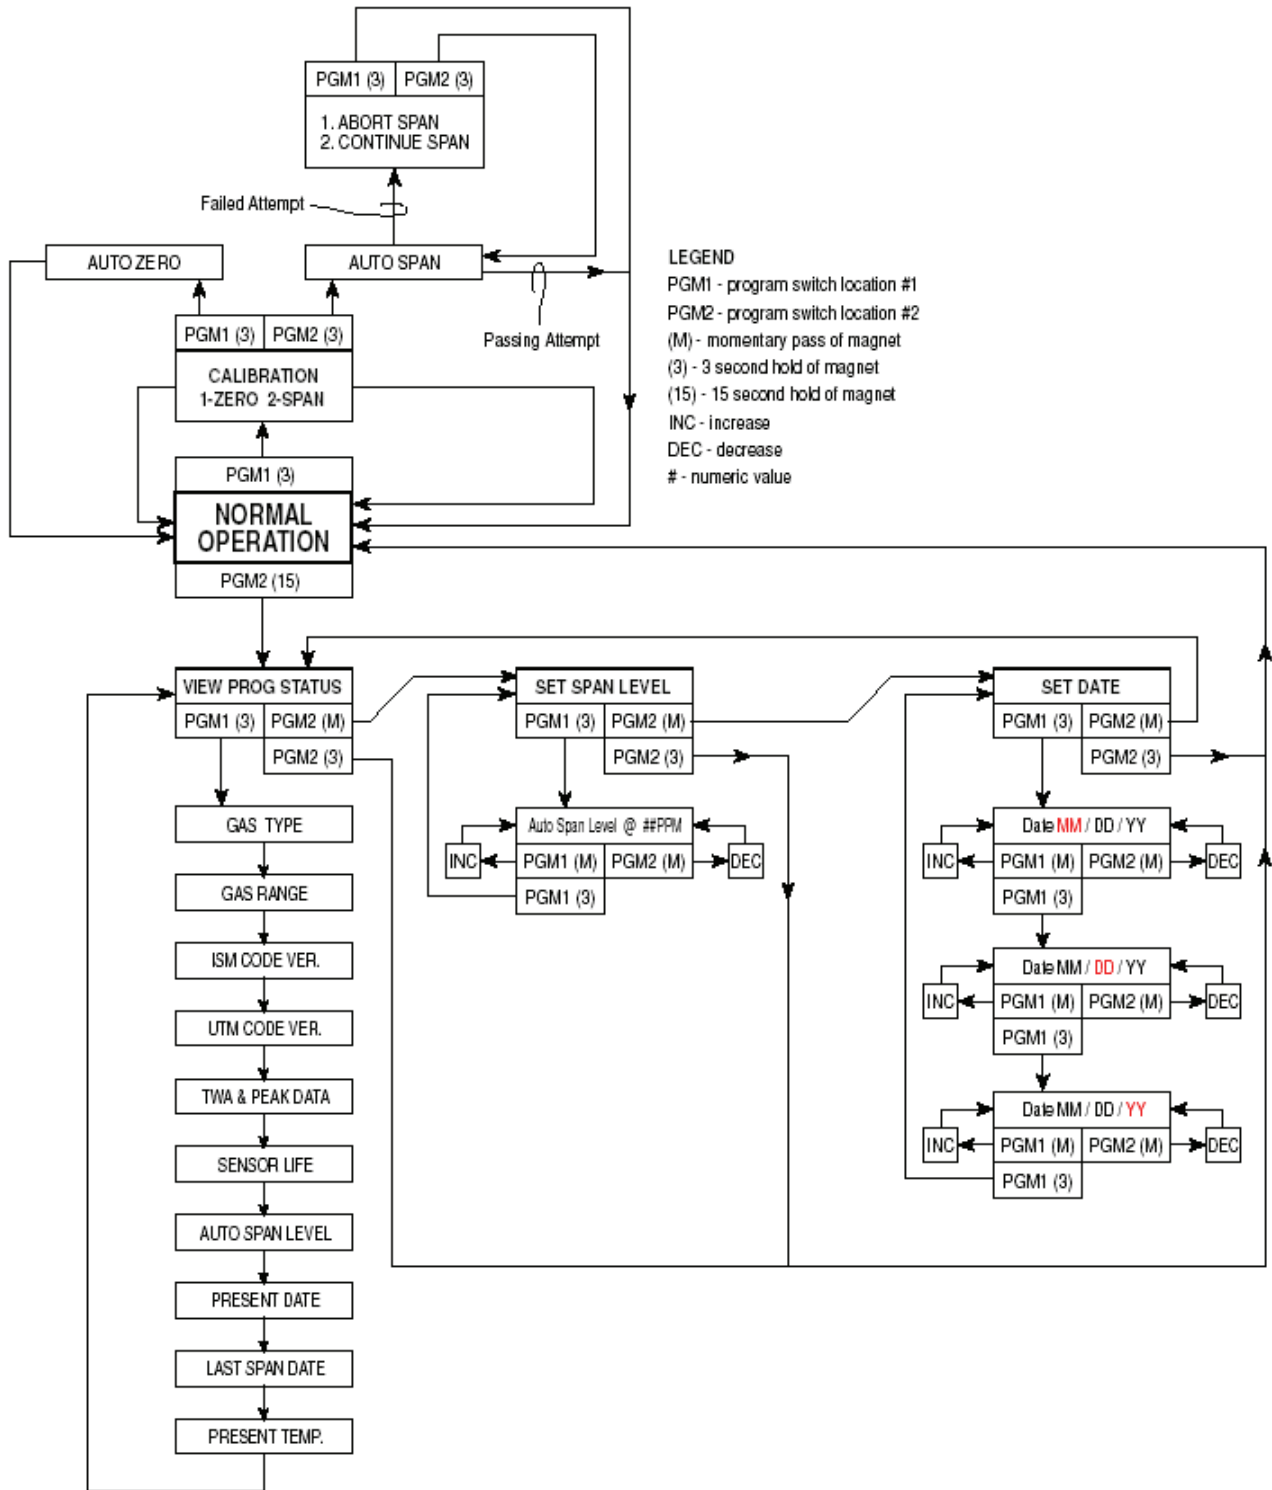 PGM1 (3) PGM2 (3)
1. ABORT SPAN
2. CONTINUE SPAN
Failed Attempt
AUTO ZERO
AUTO SPAN
Passing Attempt
PGM1 (3) PGM2 (3)
CALIBRATION
1-ZERO 2-SPAN
PGM1 (3)
NORMAL
OPERATION
PGM2 (15)
LEGEND
PGM1 - program switch location #1
PGM2 - program switch location #2
(M) - momentary pass of magnet
(3) - 3 second hold of magnet
(15) - 15 second hold of magnet
INC - increase
DEC - decrease
# - numeric value
VIEW PROG STATUS
PGM1 (3) PGM2 (M)
PGM2 (3)
GAS TYPE
GAS RANGE
ISM CODE VER.
UTM CODE VER.
TWA & PEAK DATA
SENSOR LIFE
AUTO SPAN LEVEL
PRESENT DATE
LAST SPAN DATE
PRESENT TEMP.
SET SPAN LEVEL
PGM1 (3) PGM2 (M)
PGM2 (3)
Auto Span Level @ ##PPM
INC PGM1 (M) PGM2 (M) DEC
PGM1 (3)
SET DATE
PGM1 (3) PGM2 (M)
PGM2 (3)
Date MM / DD / YY
INC PGM1 (M) PGM2 (M) DEC
PGM1 (3)
Date MM / DD / YY
INC PGM1 (M) PGM2 (M) DEC
PGM1 (3)
Date MM / DD / YY
INC PGM1 (M) PGM2 (M) DEC
PGM1 (3)